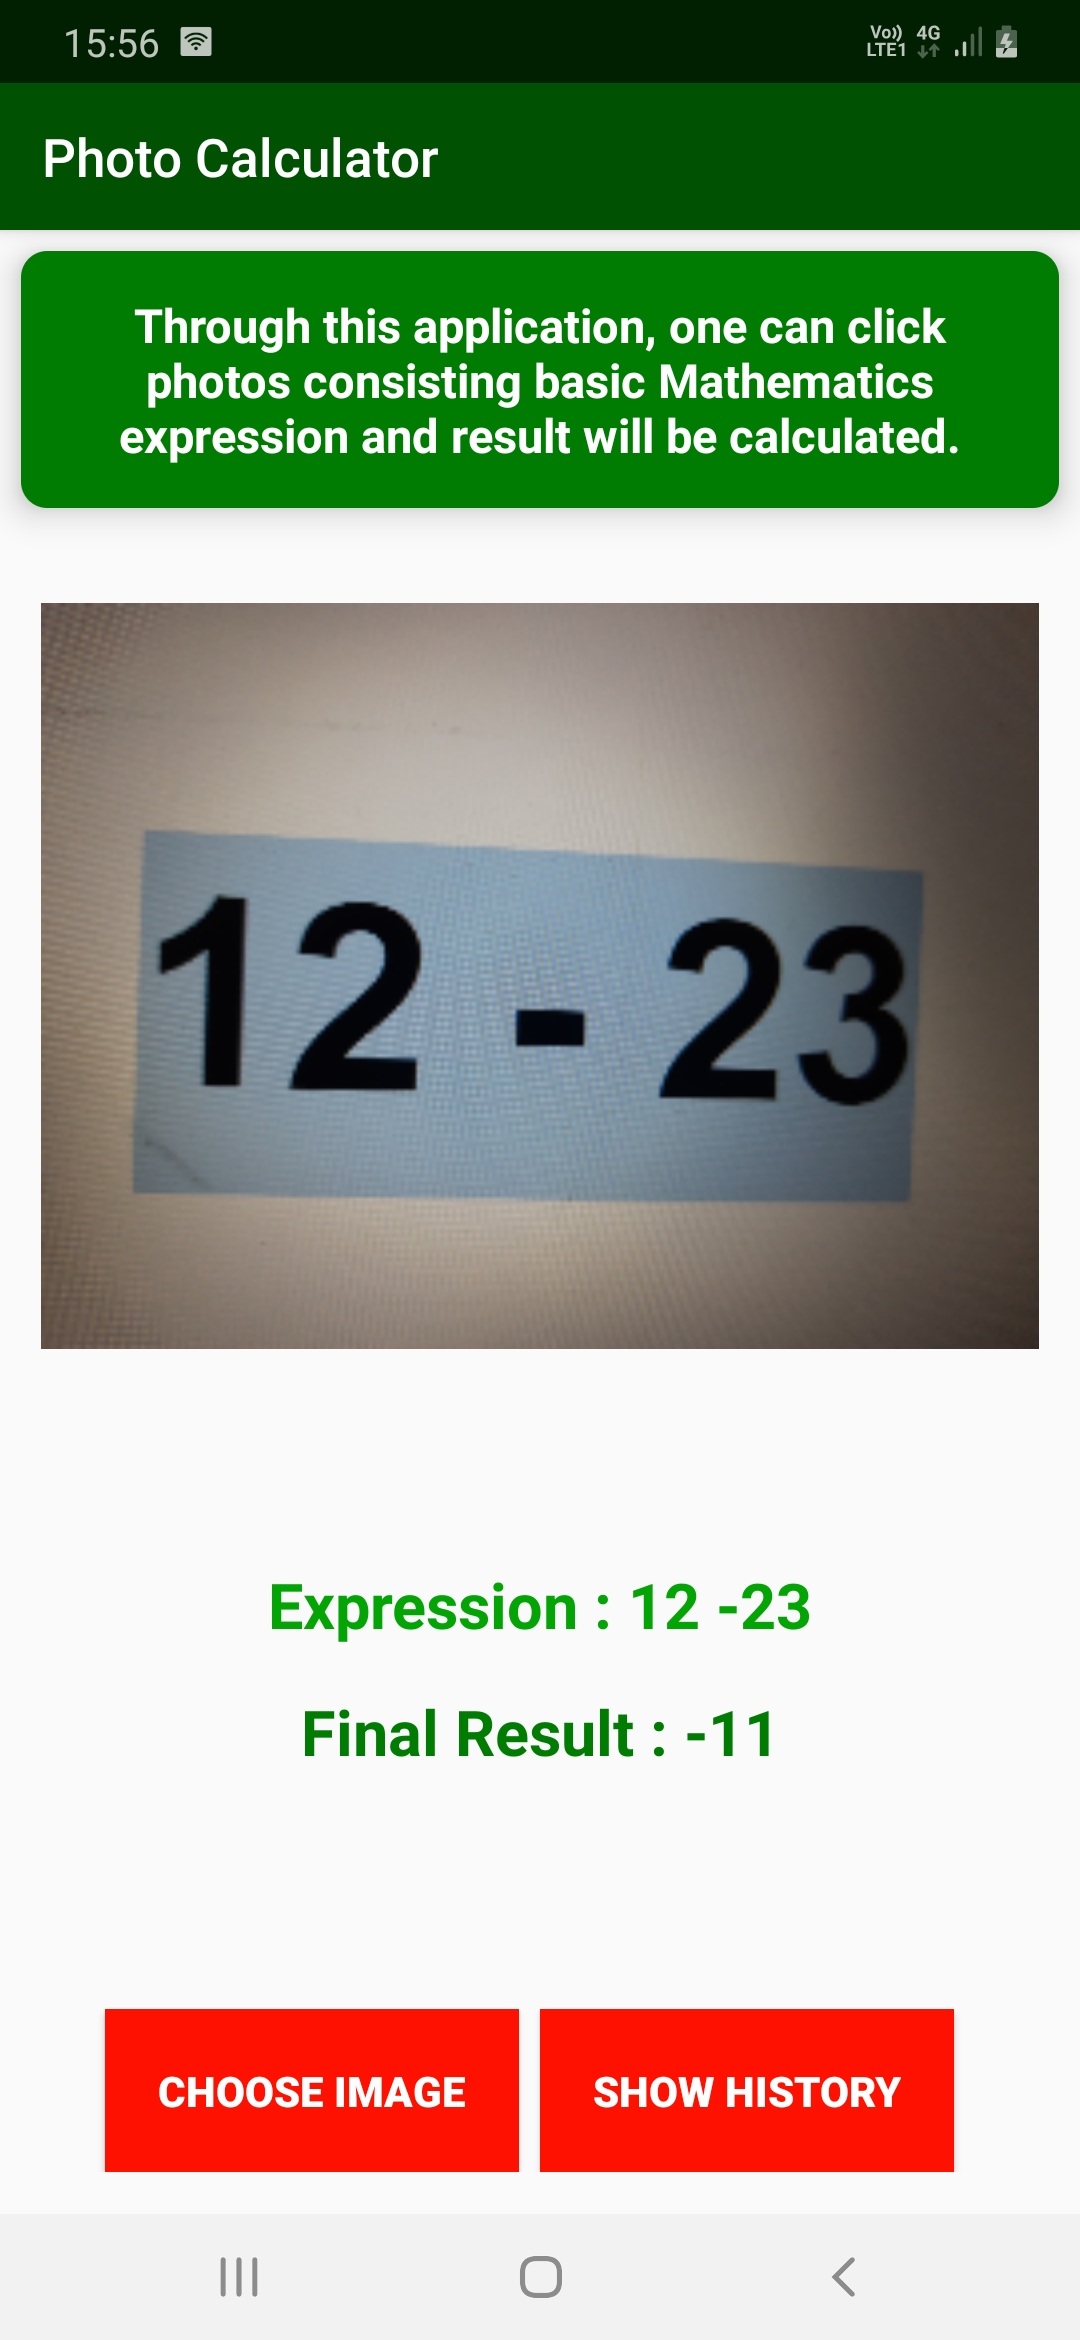 15:56
Vo)) 4G
LTE1
Photo Calculator
Through this application, one can click
photos consisting basic Mathematics
expression and result will be calculated.
12 - 23
Expression : 12 -23
Final Result : -11
CHOOSE IMAGE
SHOW HISTORY